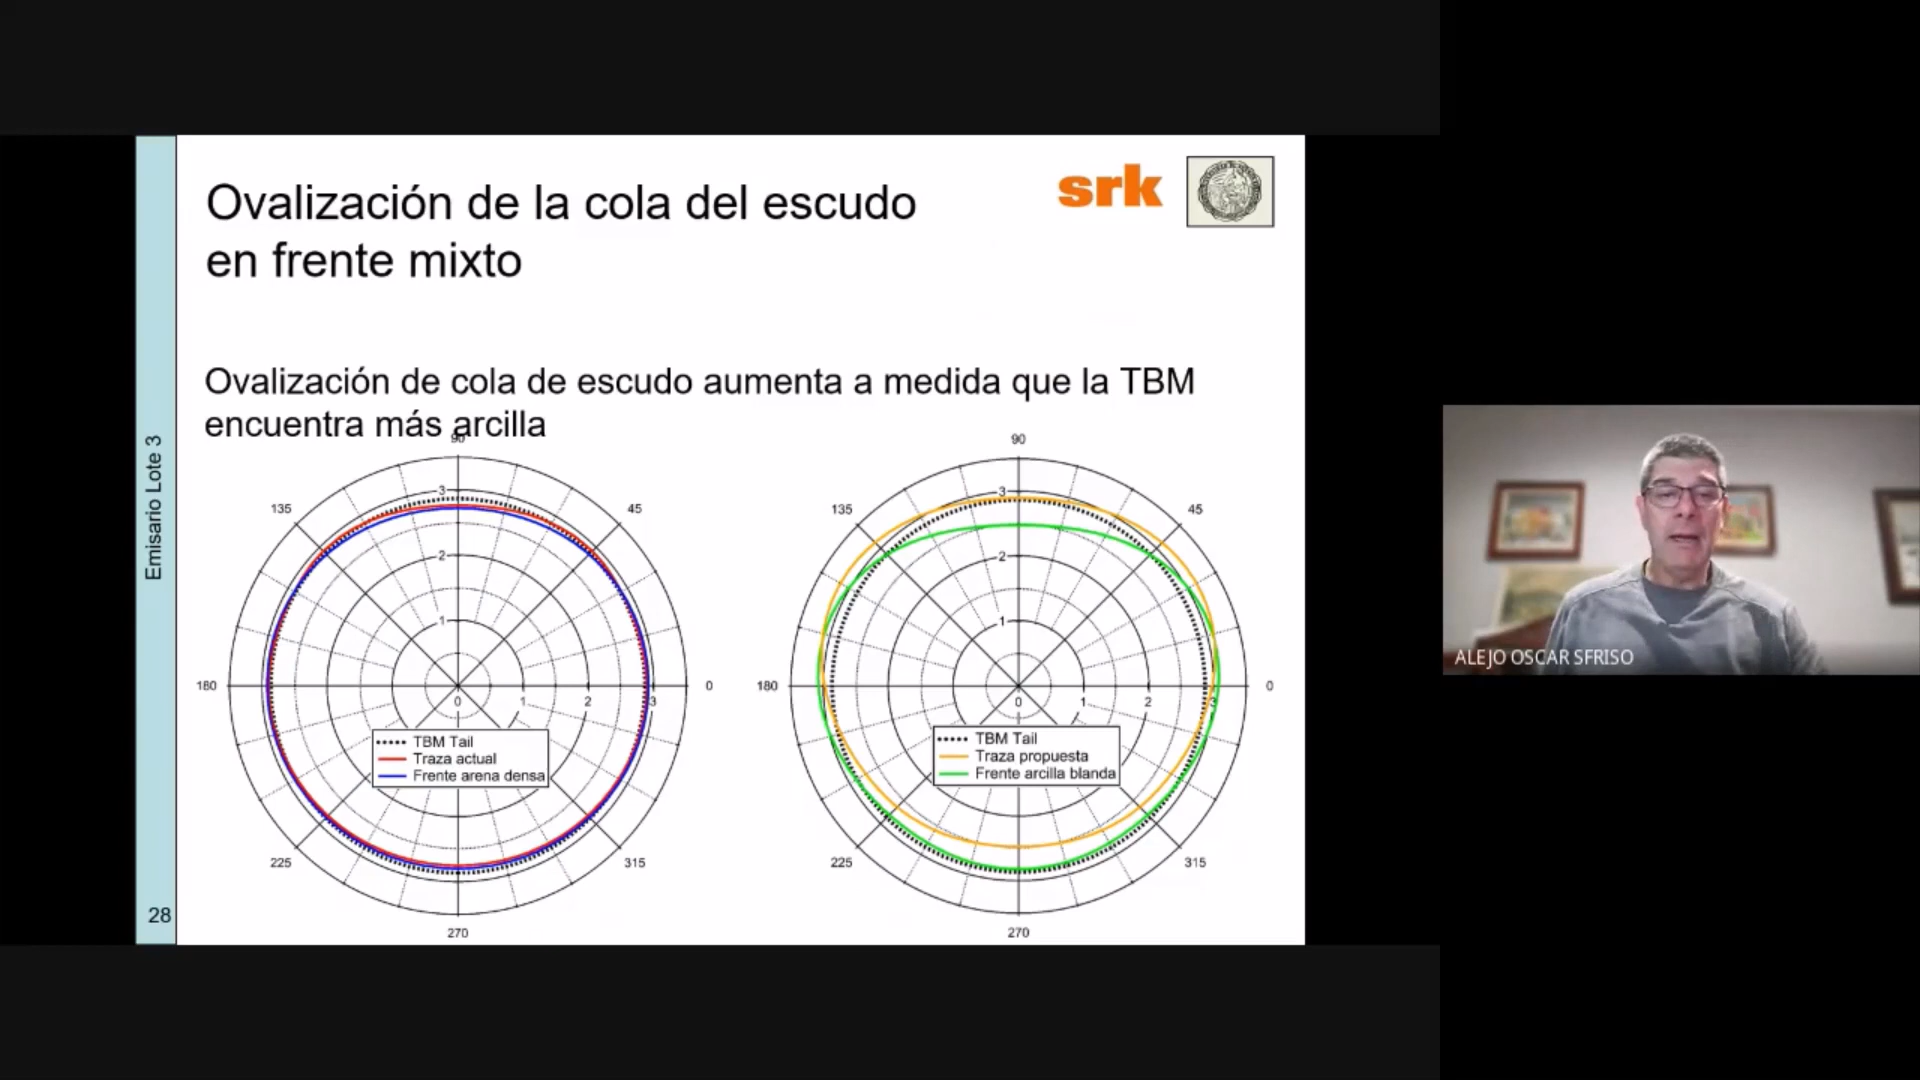 Ovalización de la cola del escudo
en frente mixto
srk
Ovalización de cola de escudo aumenta a medida que la TBM
encuentra más arcilla
Emisario Lote 3
28
90
135
45
180
0
225
315
270
3
2
1
0
1
2
3
TBM Tail
Traza actual
Frente arena densa
90
135
45
180
0
225
315
270
3
2
1
0
1
2
3
TBM Tail
Traza propuesta
Frente arcilla blanda
ALEJO OSCAR SFRISO